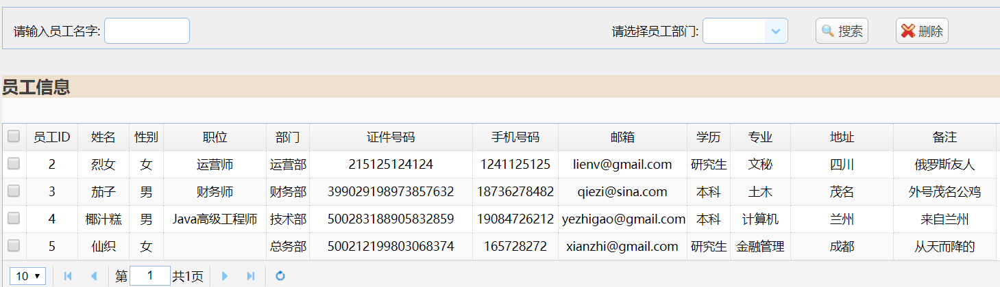 请输入员工名字: 请选择员工部门: 搜索 删除
员工信息
员工ID 姓名 性别 职位 部门 证件号码 手机号码 邮箱 学历 专业 地址 备注
2 烈女 女 运营师 运营部 215125124124 1241125125 lienv@gmail.com 研究生 文秘 四川 俄罗斯友人
3 茄子 男 财务师 财务部 399029198973857632 18736278482 qiezi@sina.com 本科 土木 茂名 外号茂名公鸡
4 椰汁糕 男 Java高级工程师 技术部 500283188905832859 19084726212 yezhigao@gmail.com 本科 计算机 兰州 来自兰州
5 仙织 女 总务部 500212199803068374 165728272 xianzhi@gmail.com 研究生 金融管理 成都 从天而降的
10 第 1 共1页